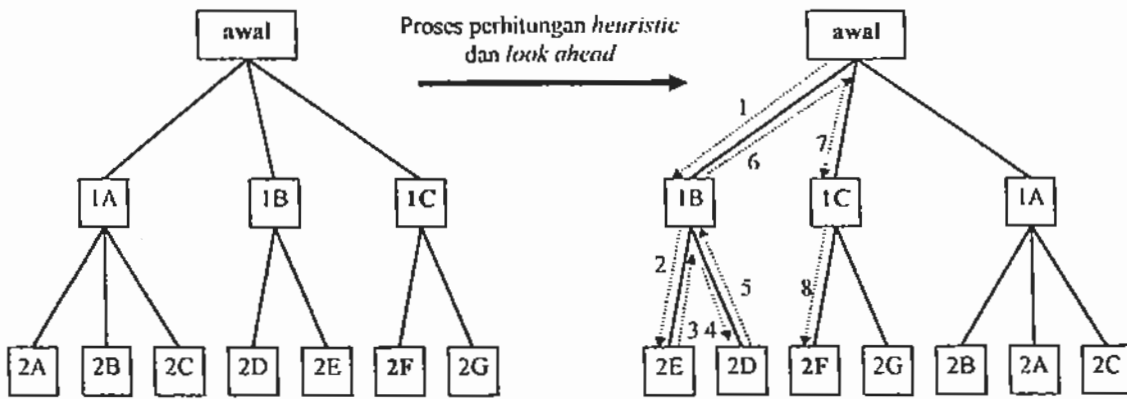 awal
Proses perhitungan heuristic
dan look ahead
awal
1
6
7
1A
1B
1C
1B
1C
1A
2
3
4
5
8
2A
2B
2C
2D
2E
2F
2G
2E
2D
2F
2G
2B
2A
2C